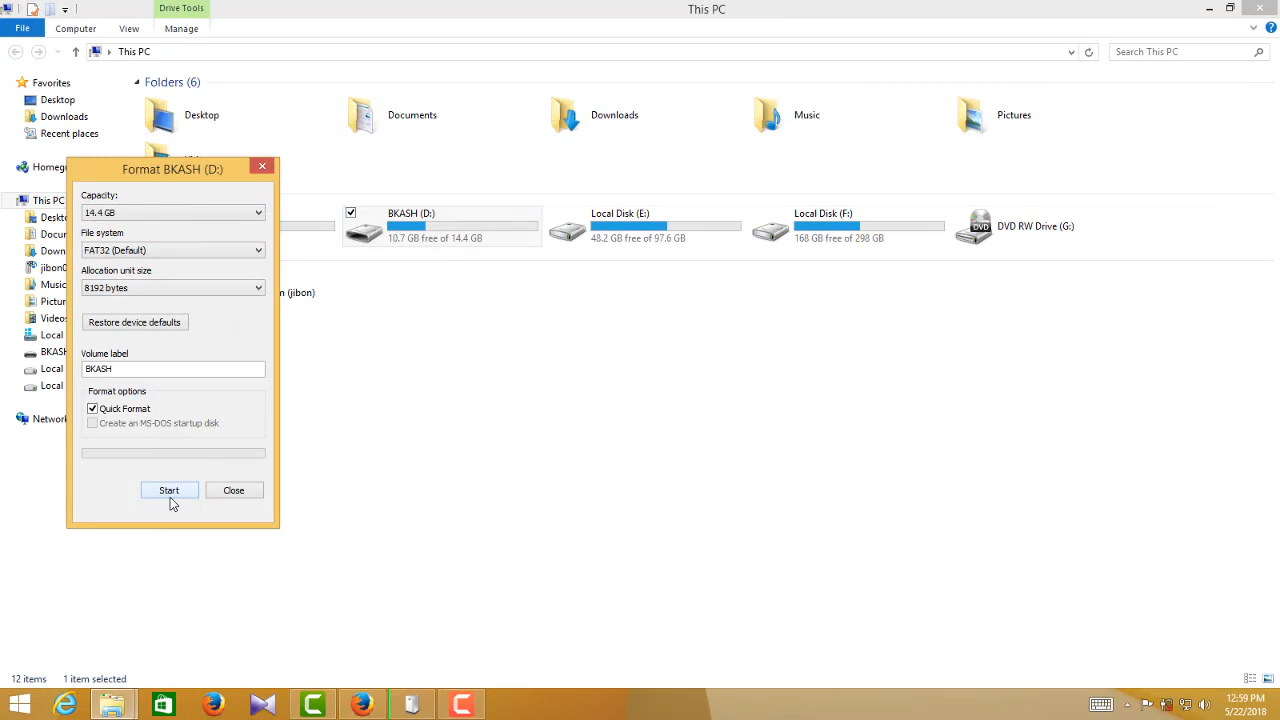 Drive Tools
This PC
File
Computer
View
Manage
This PC
Search This PC
Favorites
Desktop
Downloads
Recent places
Folders (6)
Desktop
Documents
Downloads
Music
Pictures
This PC
BKASH (D:)
10.7 GB free of 14.4 GB
Local Disk (E:)
48.2 GB free of 97.6 GB
Local Disk (F:)
168 GB free of 298 GB
DVD
DVD RW Drive (G:)
(jibon)
Music
Videos
Local
Local
Local
Format BKASH (D:)
Capacity:
14.4 GB
File system
FAT32 (Default)
Allocation unit size
8192 bytes
Restore device defaults
Volume label
BKASH
Format options
Quick Format
Create an MS-DOS startup disk
Start
Close
12 items
1 item selected
12:59 PM
5/22/2018